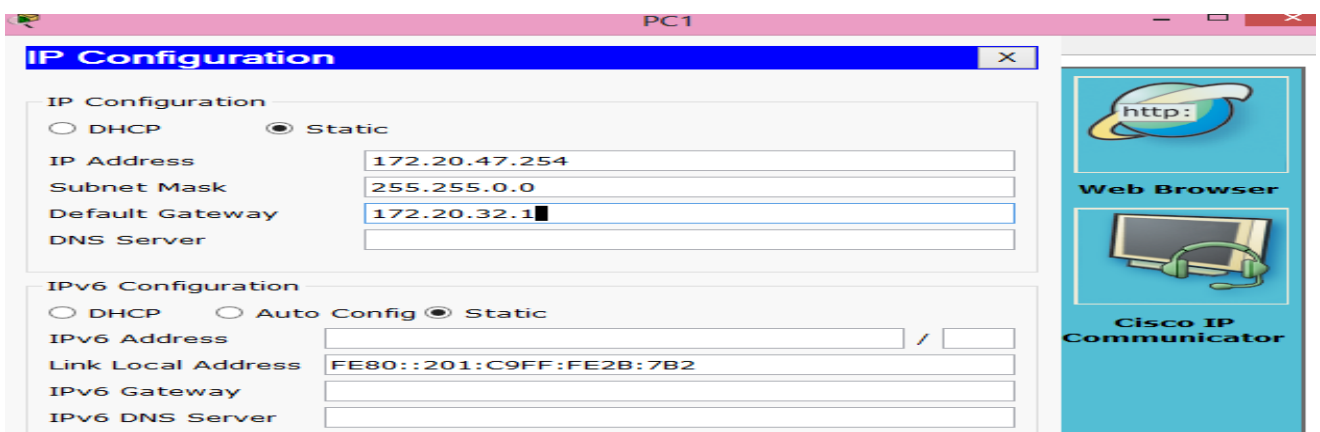 PC1
IP Configuration
X
IP Configuration
DHCP Static
IP Address 172.20.47.254
Subnet Mask 255.255.0.0
Default Gateway 172.20.32.1
DNS Server
IPv6 Configuration
DHCP Auto Config Static
IPv6 Address /
Link Local Address FE80::201:C9FF:FE2B:7B2
IPv6 Gateway
IPv6 DNS Server
http:
Web Browser
Cisco IP
Communicator